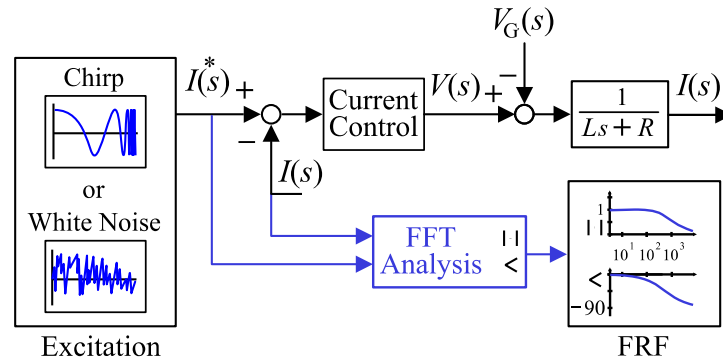 Chirp
or
White Noise
Excitation
I*(s)
+
−
I(s)
Current
Control
V(s)
+
−
V_G(s)
1
Ls + R
I(s)
FFT
Analysis
| |
<
1
| |
10^1 10^2 10^3
<
−90
FRF